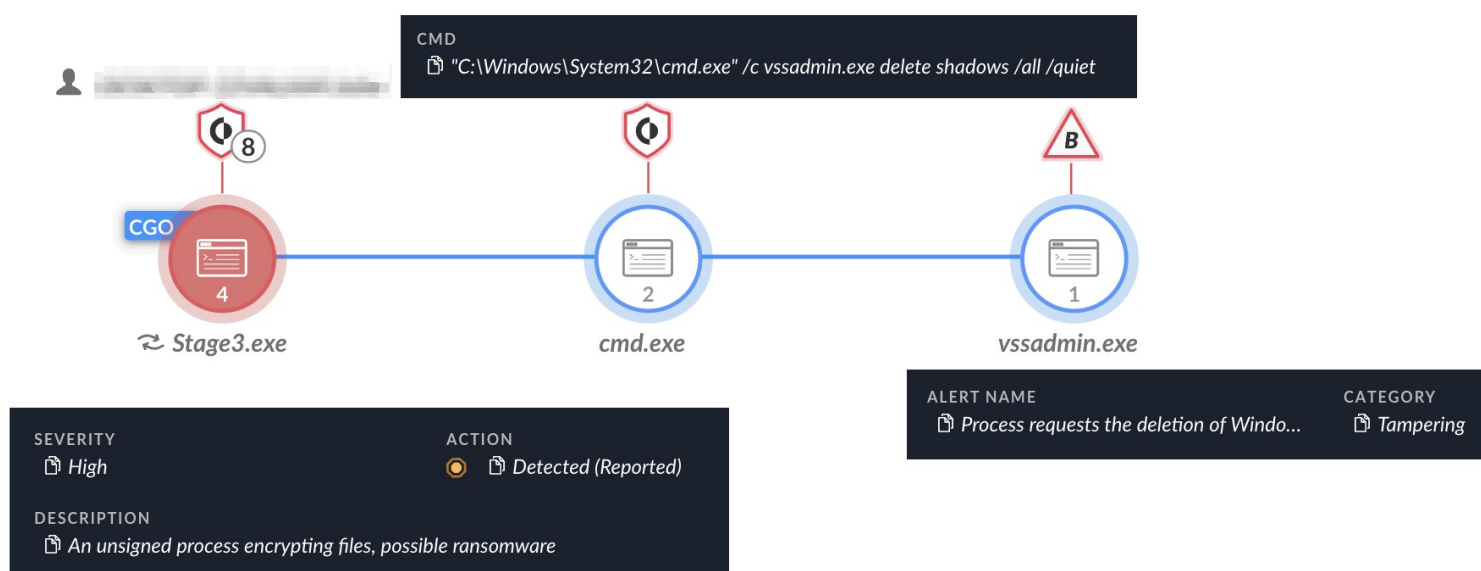 CMD
"C:\Windows\System32\cmd.exe" /c vssadmin.exe delete shadows /all /quiet
8
B
CGO
4
2
1
Stage3.exe
cmd.exe
vssadmin.exe
ALERT NAME
Process requests the deletion of Windo...
CATEGORY
Tampering
SEVERITY
High
ACTION
Detected (Reported)
DESCRIPTION
An unsigned process encrypting files, possible ransomware